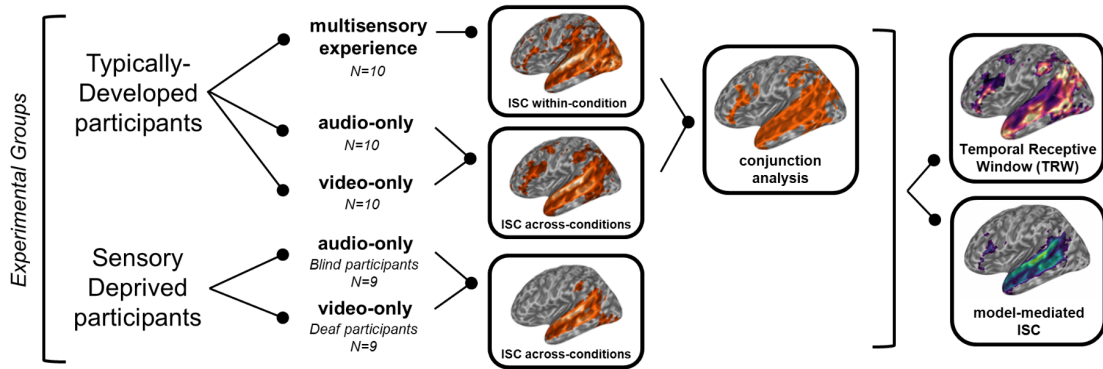 Experimental Groups
Typically-
Developed
participants
multisensory
experience
N=10
audio-only
N=10
video-only
N=10
Sensory
Deprived
participants
audio-only
Blind participants
N=9
video-only
Deaf participants
N=9
ISC within-condition
ISC across-conditions
ISC across-conditions
conjunction
analysis
Temporal Receptive
Window (TRW)
model-mediated
ISC